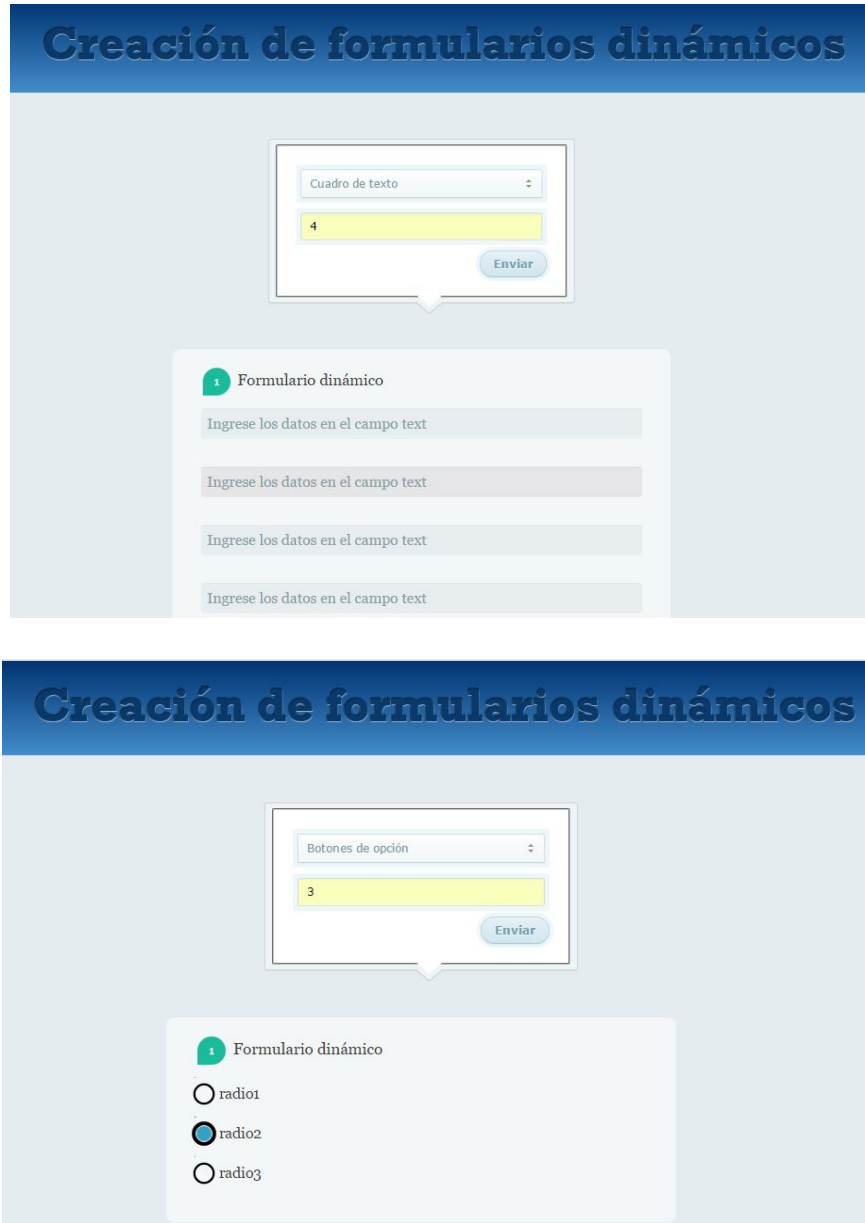 Creación de formularios dinámicos
Cuadro de texto
4
Enviar
1 Formulario dinámico
Ingrese los datos en el campo text
Ingrese los datos en el campo text
Ingrese los datos en el campo text
Ingrese los datos en el campo text
Creación de formularios dinámicos
Botones de opción
3
Enviar
1 Formulario dinámico
radio1
radio2
radio3